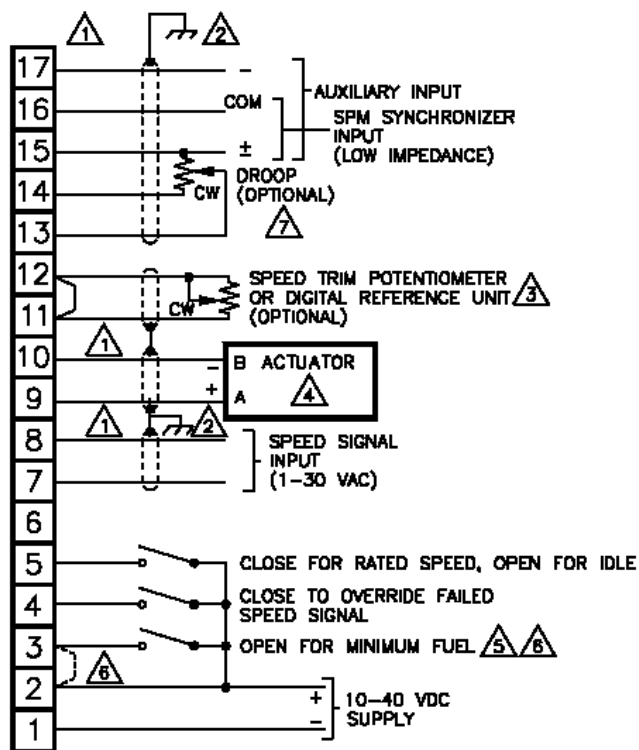 1 2
17 −
AUXILIARY INPUT
16 COM
SPM SYNCHRONIZER
INPUT
(LOW IMPEDANCE)
15 ±
DROOP
14 CW (OPTIONAL)
13 7
12 SPEED TRIM POTENTIOMETER
OR DIGITAL REFERENCE UNIT 3
11 CW (OPTIONAL)
1
10 − B ACTUATOR
9 + A 4
1 2
8 SPEED SIGNAL
INPUT
7 (1−30 VAC)
6
5 CLOSE FOR RATED SPEED, OPEN FOR IDLE
4 CLOSE TO OVERRIDE FAILED
SPEED SIGNAL
3 OPEN FOR MINIMUM FUEL 5 6
6
2 + 10−40 VDC
1 − SUPPLY